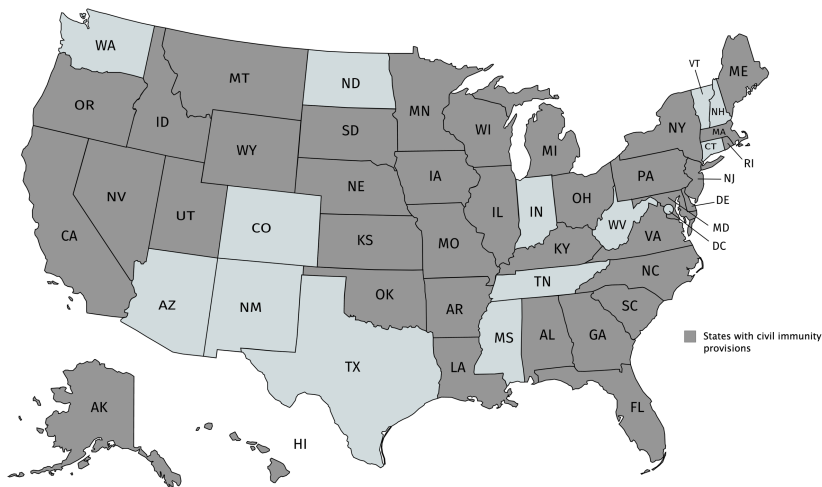 WA
MT
ND
MN
OR
ID
SD
WI
MI
NY
VT
NH
ME
MA
CT
RI
WY
NE
IA
PA
NJ
NV
UT
CO
KS
MO
IL
IN
OH
WV
DE
MD
DC
CA
KY
VA
AZ
NM
OK
AR
TN
NC
SC
TX
LA
MS
AL
GA
States with civil immunity
provisions
AK
HI
FL